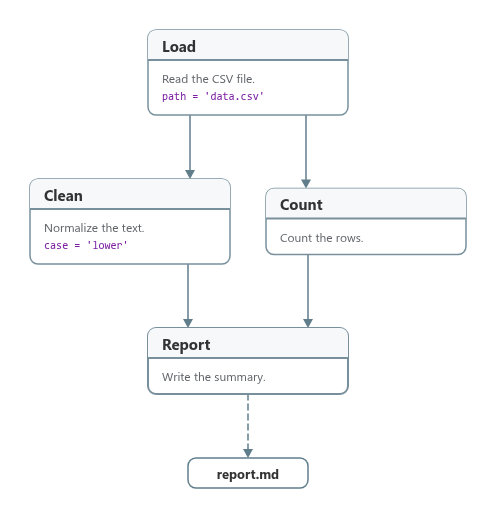 Load
Read the CSV file.
path = 'data.csv'
Clean
Normalize the text.
case = 'lower'
Count
Count the rows.
Report
Write the summary.
report.md